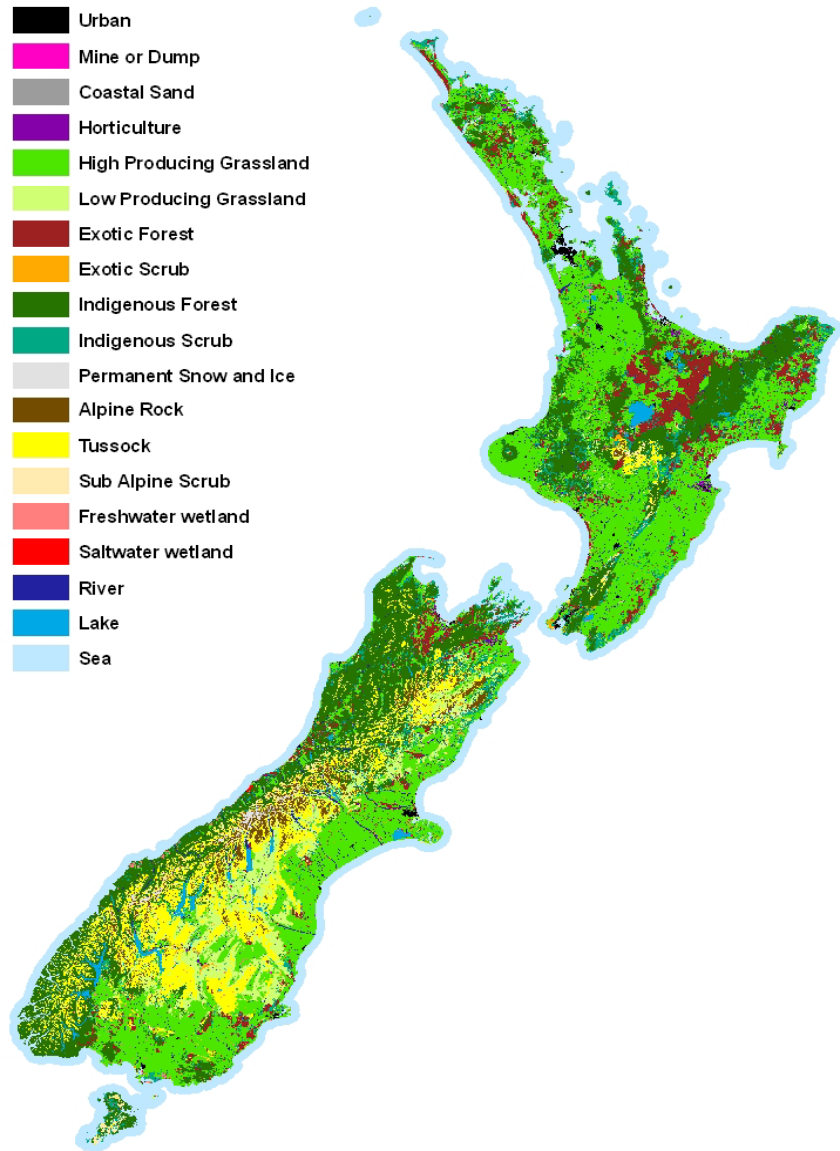 Urban
Mine or Dump
Coastal Sand
Horticulture
High Producing Grassland
Low Producing Grassland
Exotic Forest
Exotic Scrub
Indigenous Forest
Indigenous Scrub
Permanent Snow and Ice
Alpine Rock
Tussock
Sub Alpine Scrub
Freshwater wetland
Saltwater wetland
River
Lake
Sea